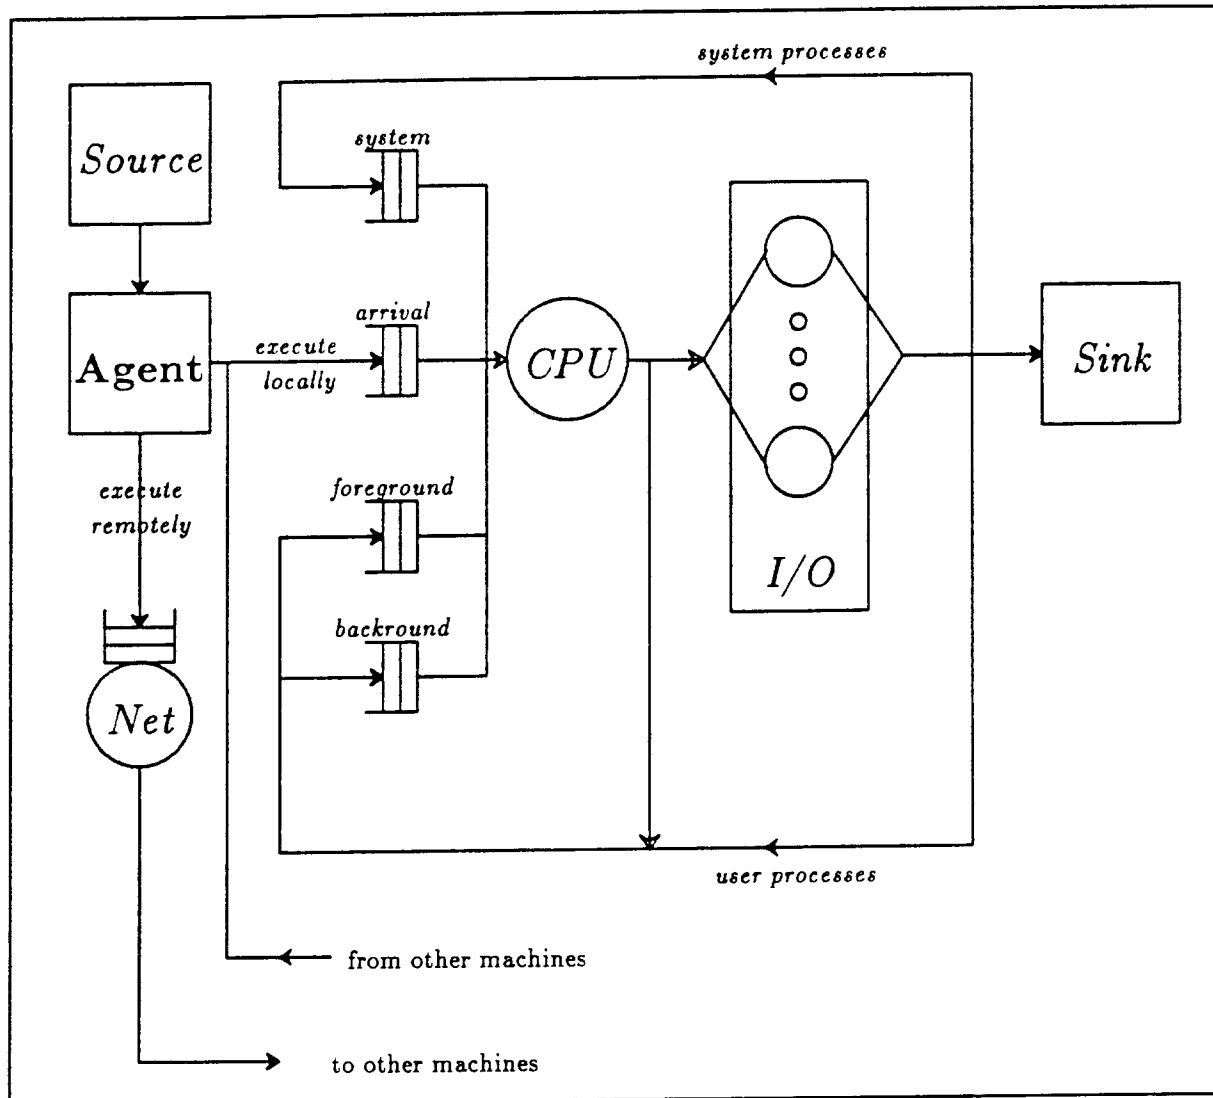 system processes
Source
system
arrival
execute
locally
Agent
CPU
Sink
execute
remotely
foreground
I/O
backround
Net
user processes
from other machines
to other machines